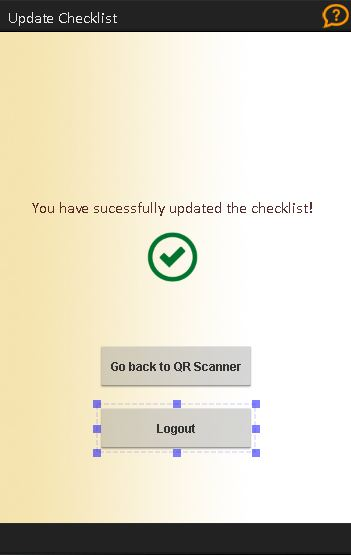 Update Checklist
?
You have sucessfully updated the checklist!
Go back to QR Scanner
Logout